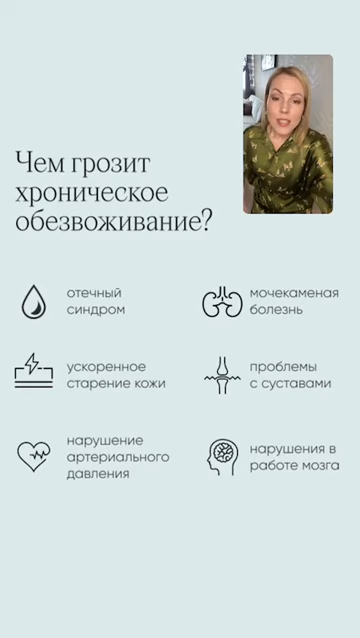 Чем грозит
хроническое
обезвоживание?
отечный
синдром
мочекаменая
болезнь
ускоренное
старение кожи
проблемы
с суставами
нарушение
артериального
давления
нарушения в
работе мозга